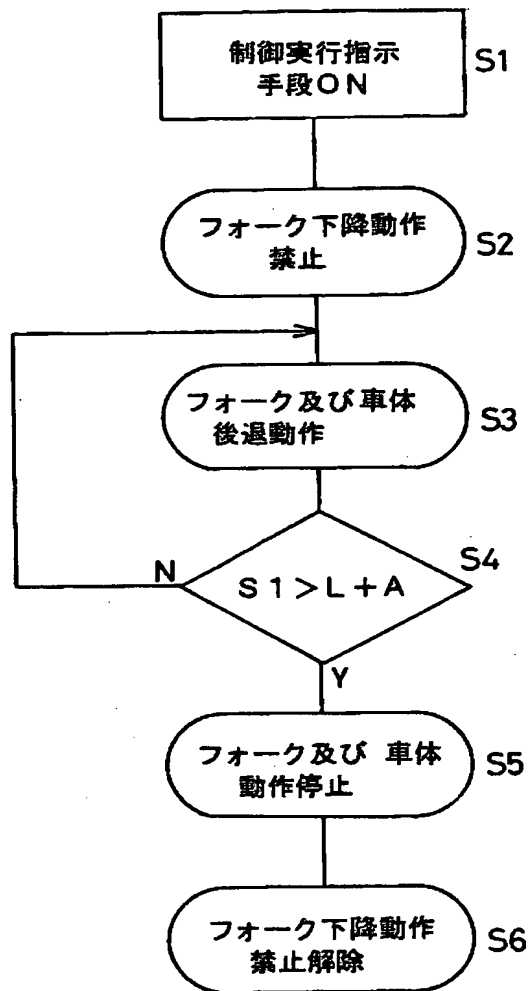 制御実行指示
手段ON
S1
フォーク下降動作
禁止
S2
フォーク及び車体
後退動作
S3
S1>L+A
S4
N
Y
フォーク及び 車体
動作停止
S5
フォーク下降動作
禁止解除
S6